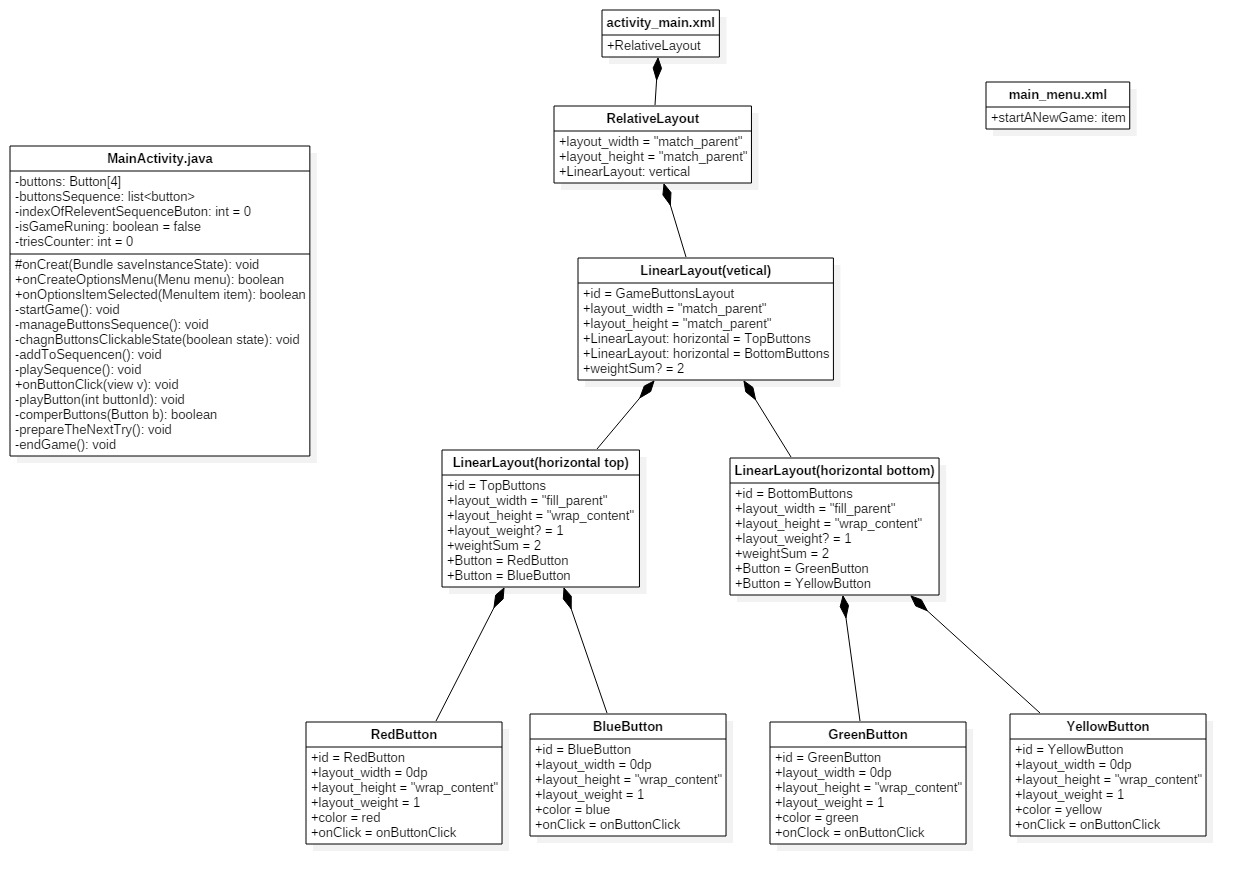 activity_main.xml
+RelativeLayout
main_menu.xml
+startANewGame: item
RelativeLayout
+layout_width = "match_parent"
+layout_height = "match_parent"
+LinearLayout: vertical
MainActivity.java
-buttons: Button[4]
-buttonsSequence: list<button>
-indexOfReleventSequenceButon: int = 0
-isGameRuning: boolean = false
-triesCounter: int = 0
#onCreat(Bundle saveInstanceState): void
+onCreateOptionsMenu(Menu menu): boolean
+onOptionsItemSelected(MenuItem item): boolean
-startGame(): void
-manageButtonsSequence(): void
-chagnButtonsClickableState(boolean state): void
-addToSequencen(): void
-playSequence(): void
+onButtonClick(view v): void
-playButton(int buttonId): void
-comperButtons(Button b): boolean
-prepareTheNextTry(): void
-endGame(): void
LinearLayout(vetical)
+id = GameButtonsLayout
+layout_width = "match_parent"
+layout_height = "match_parent"
+LinearLayout: horizontal = TopButtons
+LinearLayout: horizontal = BottomButtons
+weightSum? = 2
LinearLayout(horizontal top)
+id = TopButtons
+layout_width = "fill_parent"
+layout_height = "wrap_content"
+layout_weight? = 1
+weightSum = 2
+Button = RedButton
+Button = BlueButton
LinearLayout(horizontal bottom)
+id = BottomButtons
+layout_width = "fill_parent"
+layout_height = "wrap_content"
+layout_weight? = 1
+weightSum = 2
+Button = GreenButton
+Button = YellowButton
RedButton
+id = RedButton
+layout_width = 0dp
+layout_height = "wrap_content"
+layout_weight = 1
+color = red
+onClick = onButtonClick
BlueButton
+id = BlueButton
+layout_width = 0dp
+layout_height = "wrap_content"
+layout_weight = 1
+color = blue
+onClick = onButtonClick
GreenButton
+id = GreenButton
+layout_width = 0dp
+layout_height = "wrap_content"
+layout_weight = 1
+color = green
+onClock = onButtonClick
YellowButton
+id = YellowButton
+layout_width = 0dp
+layout_height = "wrap_content"
+layout_weight = 1
+color = yellow
+onClick = onButtonClick